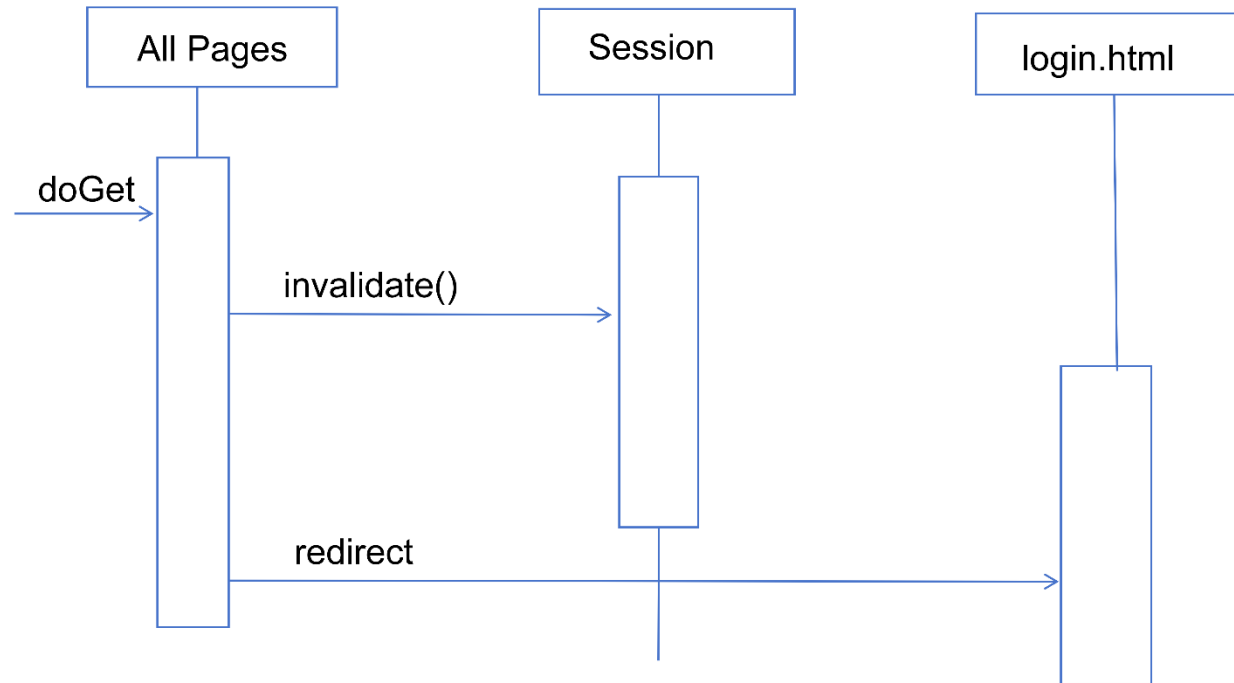 All Pages
Session
login.html
doGet
invalidate()
redirect